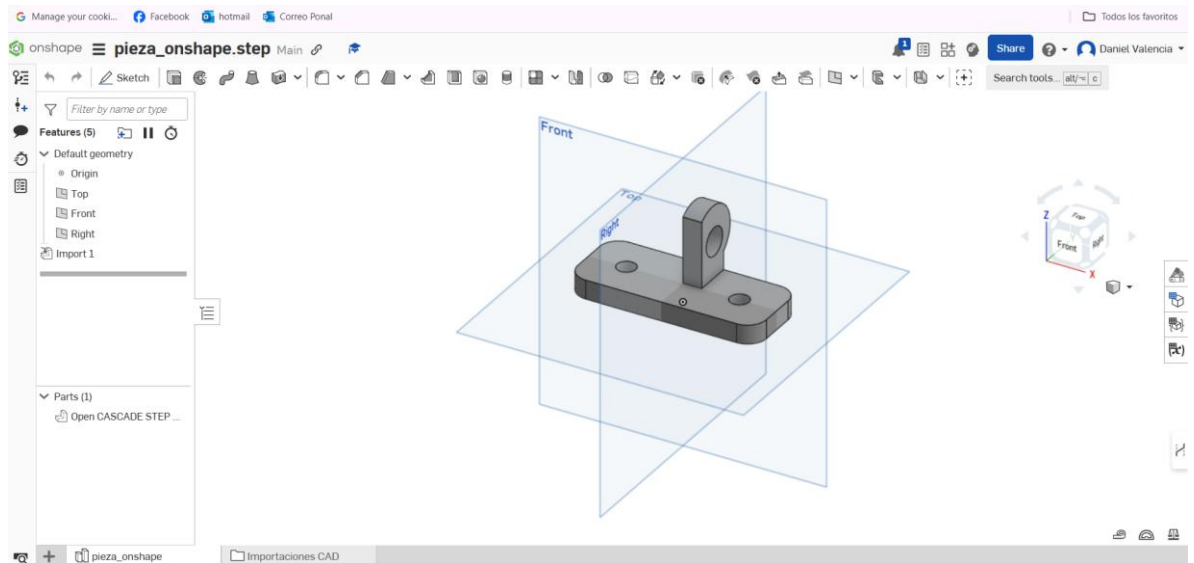 Manage your cooki... Facebook hotmail Correo Ponal Todos los favoritos
onshape pieza_onshape.step Main Share Daniel Valencia
1
Sketch Search tools... alt/⌥ c
Filter by name or type
Features (5)
Default geometry
Origin
Top
Front
Right
Import 1
Front
Top
Right
Z
Top
Front
Right
X
(x)
Parts (1)
Open CASCADE STEP ...
pieza_onshape Importaciones CAD